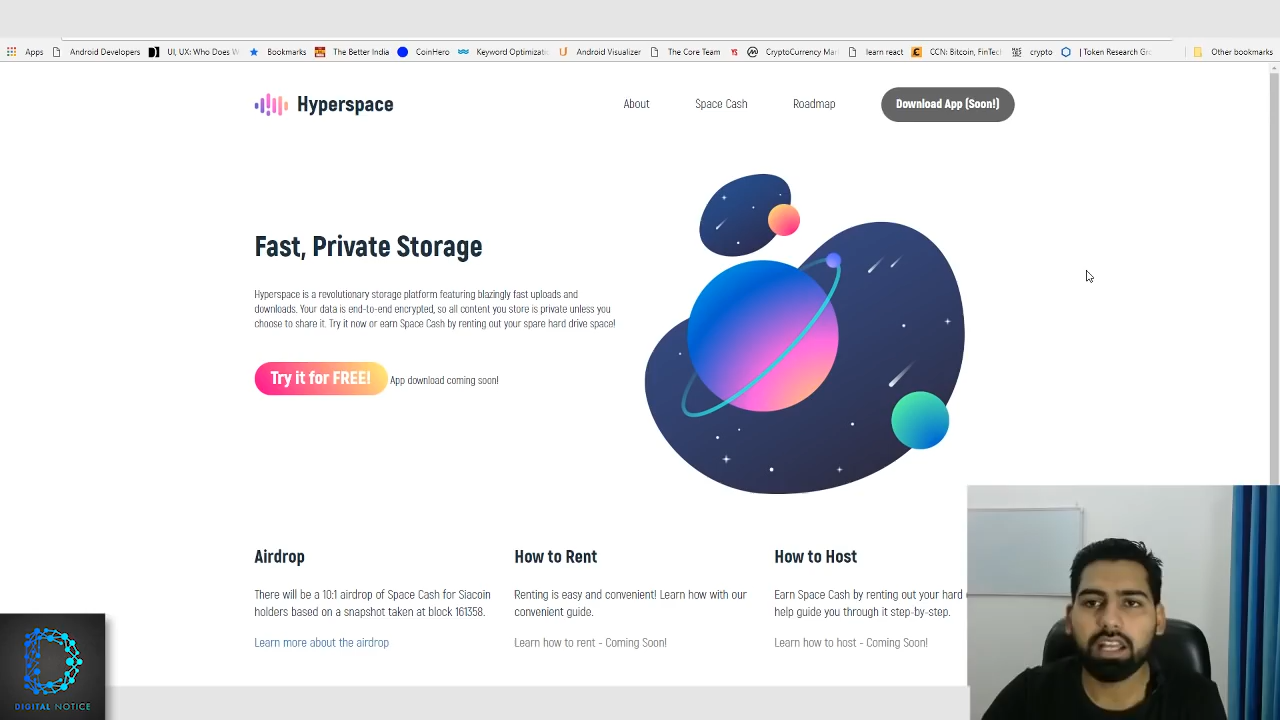 Apps
Android Developers
UI, UX: Who Does W
Bookmarks
The Better India
CoinHero
Keyword Optimizatio
Android Visualizer
The Core Team
CryptoCurrency Mar
learn react
CCN: Bitcoin, FinTec
crypto
| Token Research Gro
Other bookmarks
Hyperspace
About
Space Cash
Roadmap
Download App (Soon!)
Fast, Private Storage
Hyperspace is a revolutionary storage platform featuring blazingly fast uploads and
downloads. Your data is end-to-end encrypted, so all content you store is private unless you
choose to share it. Try it now or earn Space Cash by renting out your spare hard drive space!
Try it for FREE!
App download coming soon!
Airdrop
There will be a 10:1 airdrop of Space Cash for Siacoin
holders based on a snapshot taken at block 161358.
Learn more about the airdrop
How to Rent
Renting is easy and convenient! Learn how with our
convenient guide.
Learn how to rent - Coming Soon!
How to Host
Earn Space Cash by renting out your hard
help guide you through it step-by-step.
Learn how to host - Coming Soon!
DIGITAL NOTICE